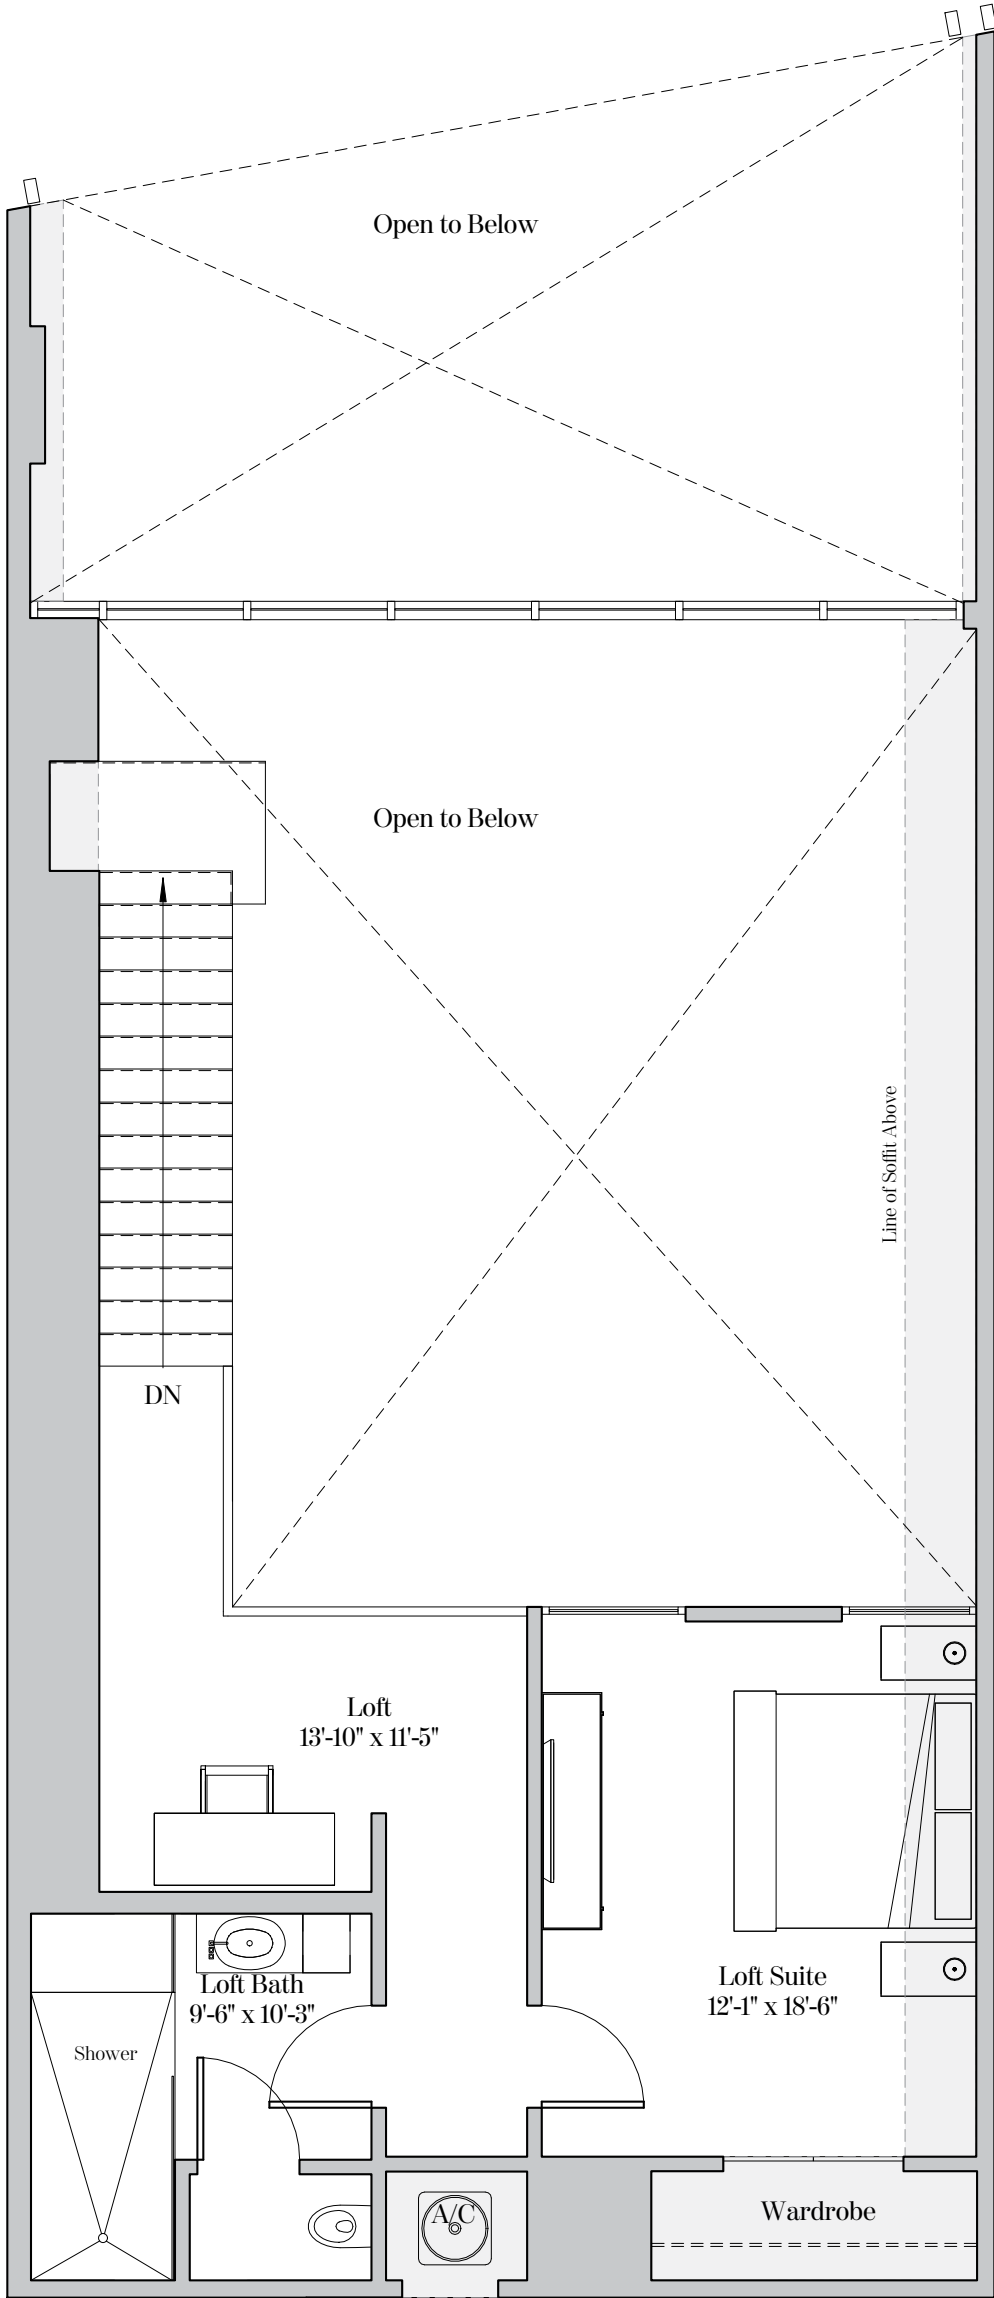 Open to Below
Open to Below
Line of Soffit Above
DN
Loft
13'-10" x 11'-5"
Loft Bath
9'-6" x 10'-3"
Loft Suite
12'-1" x 18'-6"
Shower
A/C
Wardrobe